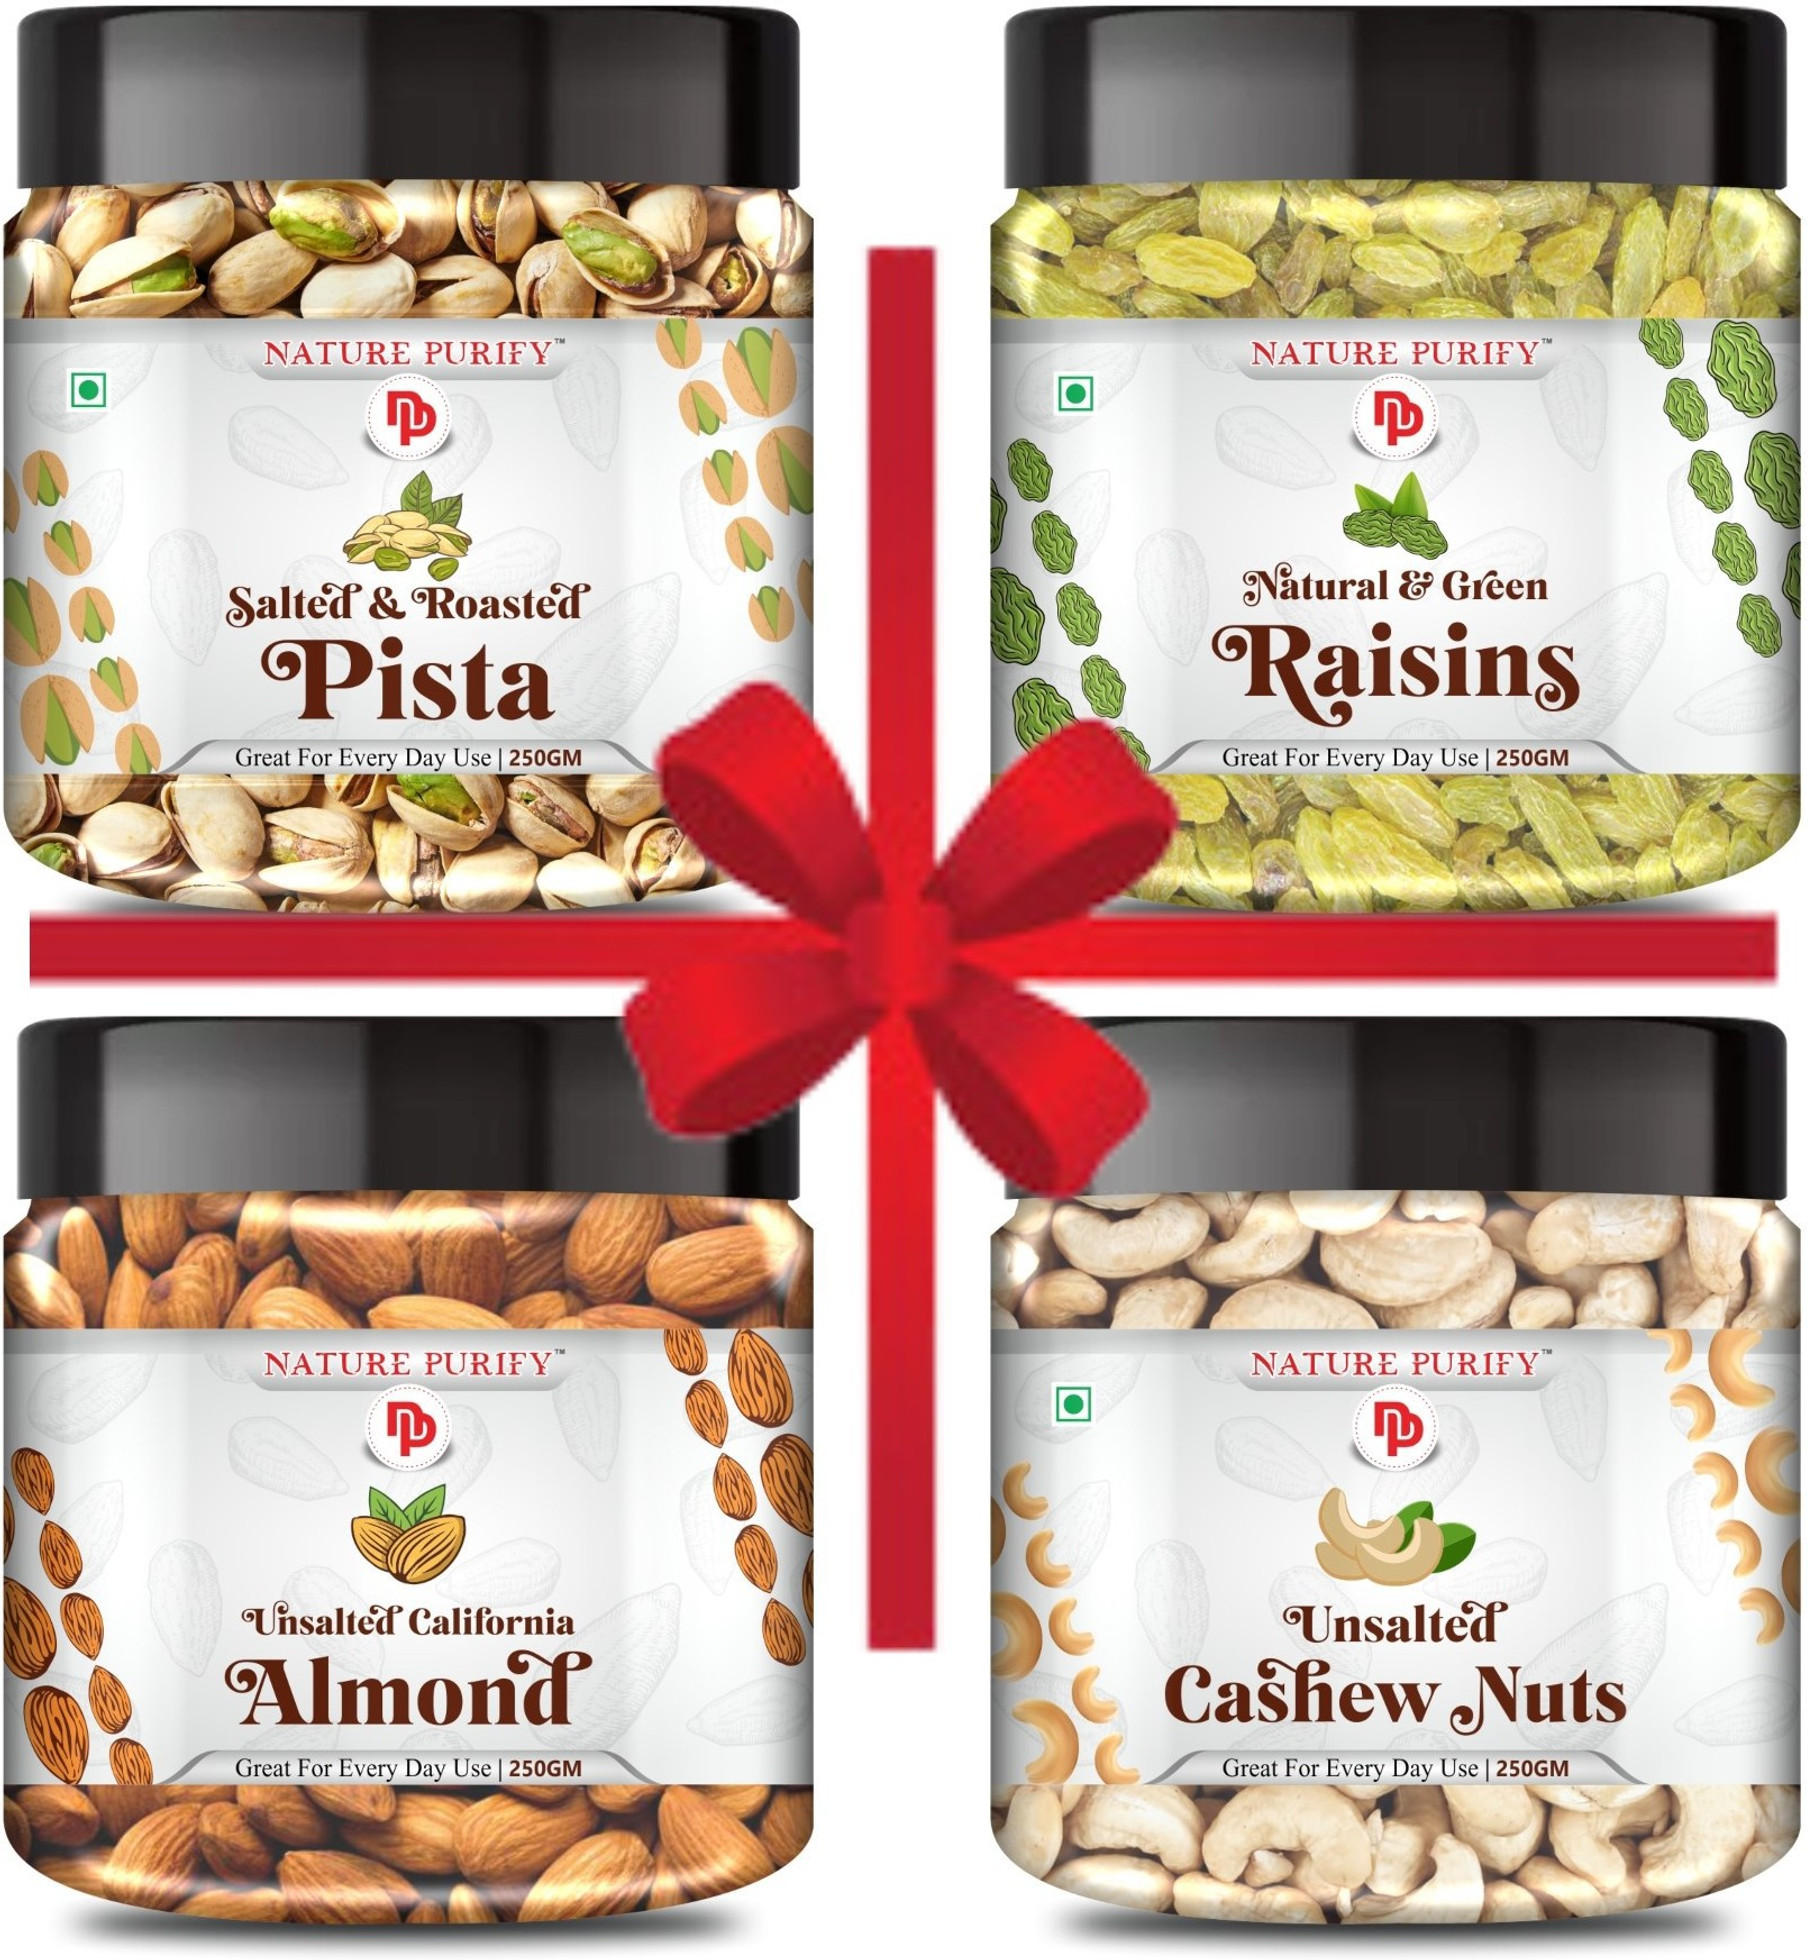 NATURE PURIFY™
Salted & Roasted
Pista
Great For Every Day Use | 250GM
NATURE PURIFY™
Natural & Green
Raisins
Great For Every Day Use | 250GM
NATURE PURIFY™
Unsalted California
Almond
Great For Every Day Use | 250GM
NATURE PURIFY™
Unsalted
Cashew Nuts
Great For Every Day Use | 250GM